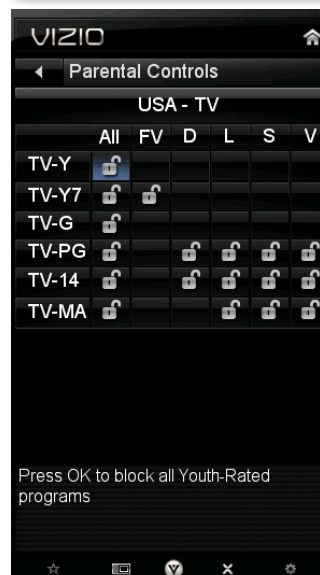 VIZIO
Parental Controls
USA - TV
All FV D L S V
TV-Y
TV-Y7
TV-G
TV-PG
TV-14
TV-MA
Press OK to block all Youth-Rated
programs
V